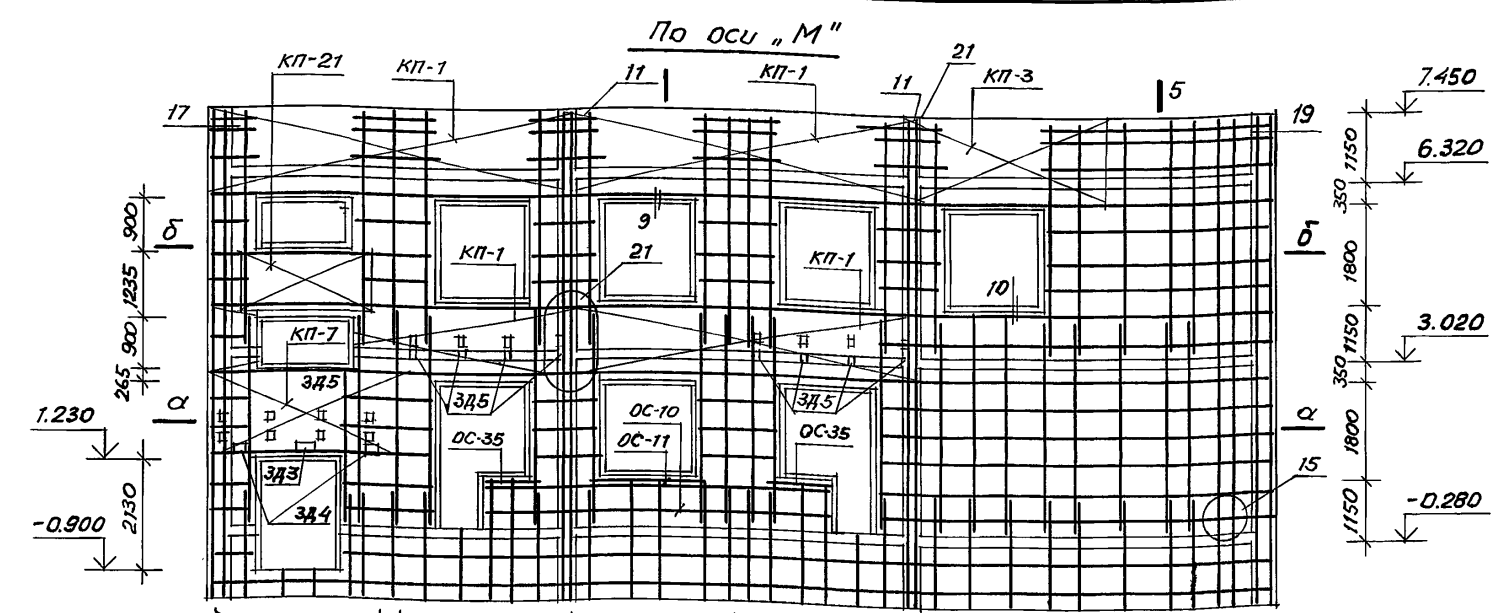 По оси „М"
КП-21
КП-1
11
КП-1
11
21
КП-3
5
7.450
17
19
1150
6.320
350
900
б
9
21
КП-1
КП-1
б
1800
1235
10
900
КП-7
1150
3.020
265
ЗД5
350
1.230
а
ЗД5
ОС-10
ЗД5
а
ОС-35
ОС-11
ОС-35
1800
ЗД3
15
2130
ЗД4
-0.900
1150
-0.280